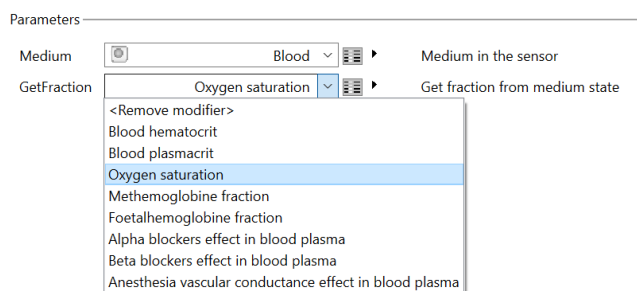 Parameters
Medium Blood Medium in the sensor
GetFraction Oxygen saturation Get fraction from medium state
<Remove modifier>
Blood hematocrit
Blood plasmacrit
Oxygen saturation
Methemoglobine fraction
Foetalhemoglobine fraction
Alpha blockers effect in blood plasma
Beta blockers effect in blood plasma
Anesthesia vascular conductance effect in blood plasma